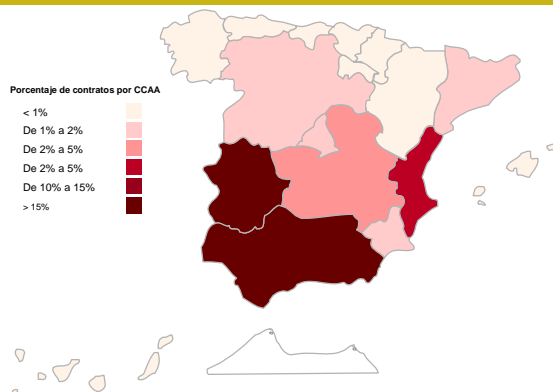 Porcentaje de contratos por CCAA
< 1%
De 1% a 2%
De 2% a 5%
De 2% a 5%
De 10% a 15%
> 15%